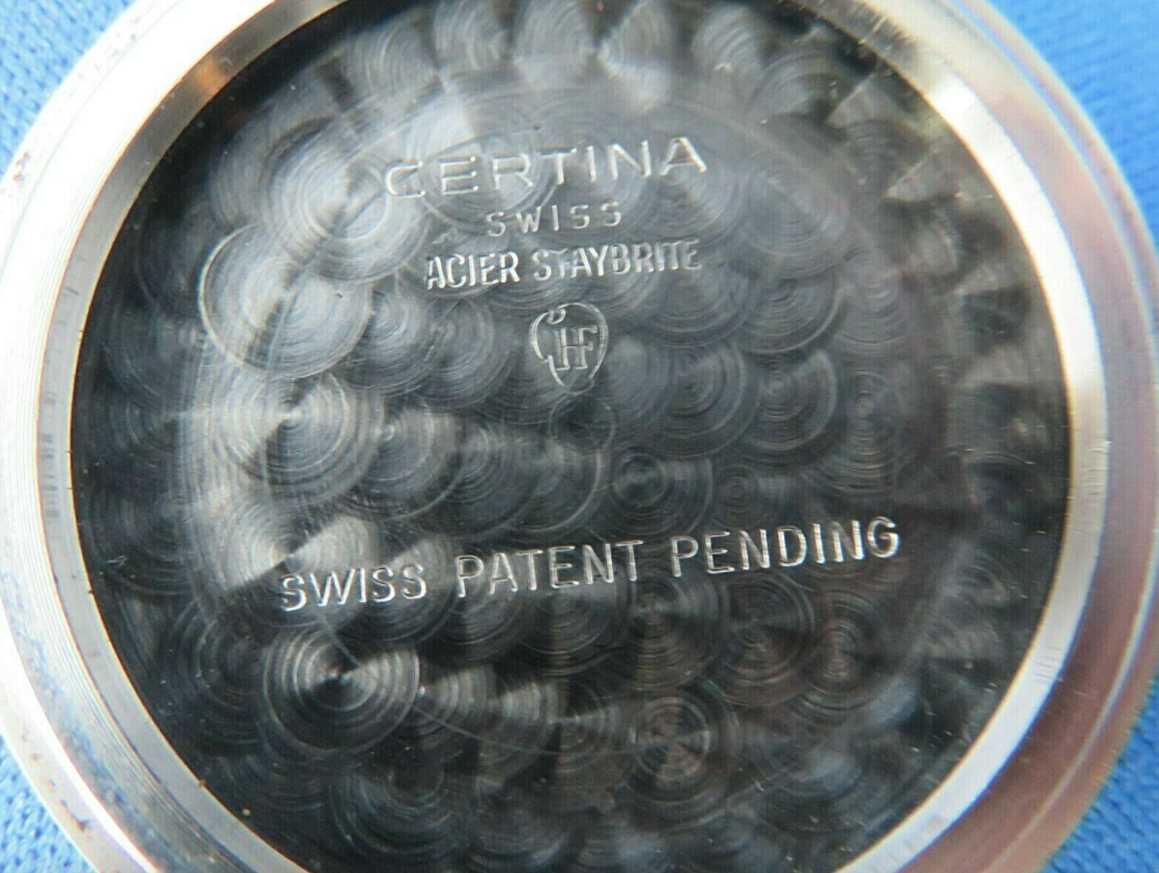 CERTINA
SWISS
ACIER STAYBRITE
HF
SWISS PATENT PENDING